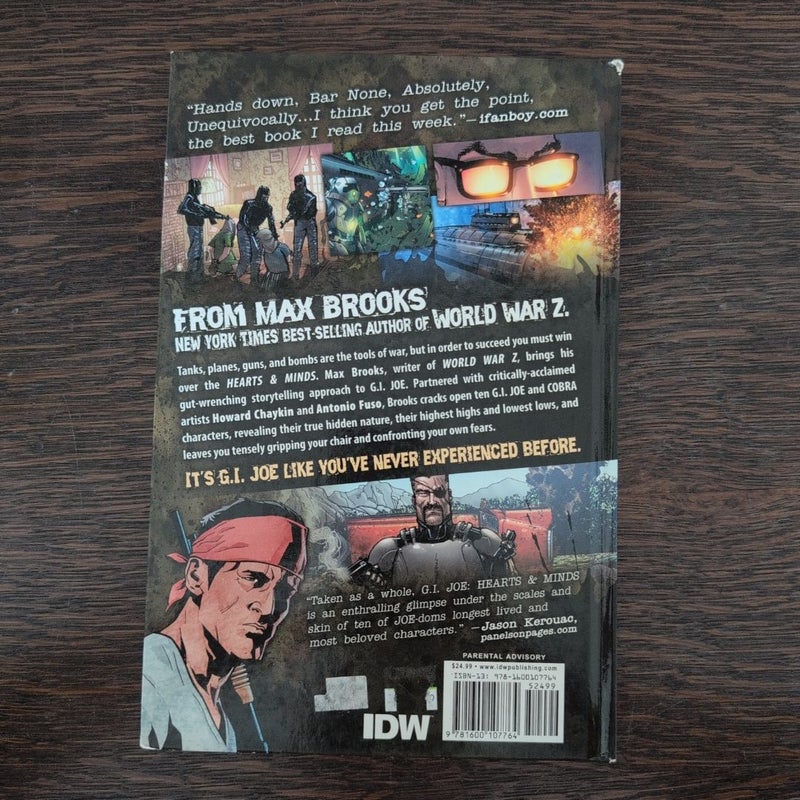 “Hands down, Bar None, Absolutely,
Unequivocally...I think you get the point,
the best book I read this week.”—ifanboy.com
FROM MAX BROOKS
NEW YORK TIMES BEST-SELLING AUTHOR OF WORLD WAR Z.
Tanks, planes, guns, and bombs are the tools of war, but in order to succeed you must win
over the HEARTS & MINDS. Max Brooks, writer of WORLD WAR Z, brings his
gut-wrenching storytelling approach to G.I. JOE. Partnered with critically-acclaimed
artists Howard Chaykin and Antonio Fuso, Brooks cracks open ten G.I. JOE and COBRA
characters, revealing their true hidden nature, their highest highs and lowest lows, and
leaves you tensely gripping your chair and confronting your own fears.
IT'S G.I. JOE LIKE YOU'VE NEVER EXPERIENCED BEFORE.
“Taken as a whole, G.I. JOE: HEARTS & MINDS
is an enthralling glimpse under the scales and
skin of ten of JOE-doms longest lived and
most beloved characters.” —Jason Kerouac,
panelsonpages.com
PARENTAL ADVISORY
$24.99 • www.idwpublishing.com
ISBN-13: 978-1600107764
52499
9 781600 107764
IDW